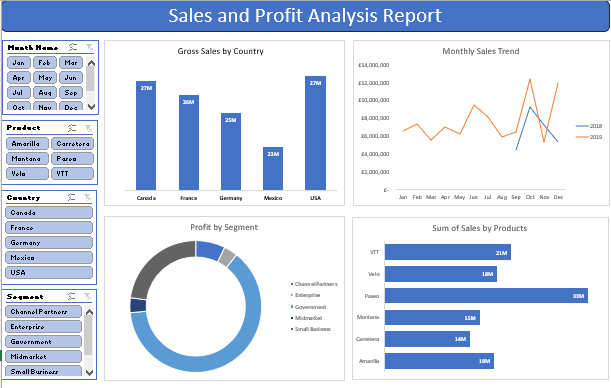 Sales and Profit Analysis Report
Month Name
Jan Feb Mar
Apr May Jun
Jul Aug Sep
Oct Nov Dec
Product
Amarilla Carretera
Montana Paseo
Velo VTT
Country
Canada
France
Germany
Mexico
USA
Segment
Channel Partners
Enterprise
Government
Midmarket
Small Business
Gross Sales by Country
27M
26M
25M
23M
27M
Canada France Germany Mexico USA
Monthly Sales Trend
£14,000,000
£12,000,000
£10,000,000
£8,000,000
£6,000,000
£4,000,000
£2,000,000
£-
Jan Feb Mar Apr May Jun Jul Aug Sep Oct Nov Dec
2018
2019
Profit by Segment
Channel Partners
Enterprise
Government
Midmarket
Small Business
Sum of Sales by Products
VTT 21M
Velo 18M
Paseo 33M
Montana 15M
Carretera 14M
Amarilla 18M